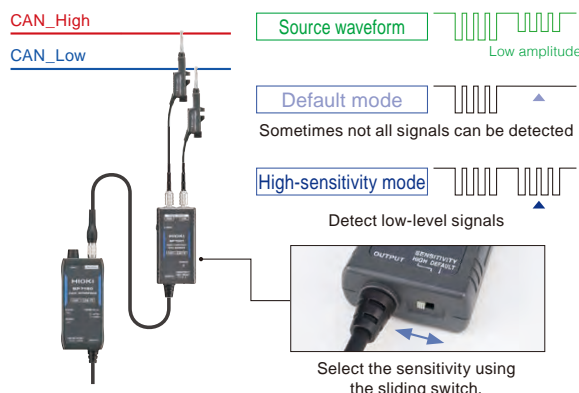 CAN_High
CAN_Low
Source waveform
Low amplitude
Default mode
Sometimes not all signals can be detected
High-sensitivity mode
Detect low-level signals
HIOKI
HIOKI
OUTPUT
SENSITIVITY
HIGH DEFAULT
Select the sensitivity using
the sliding switch.